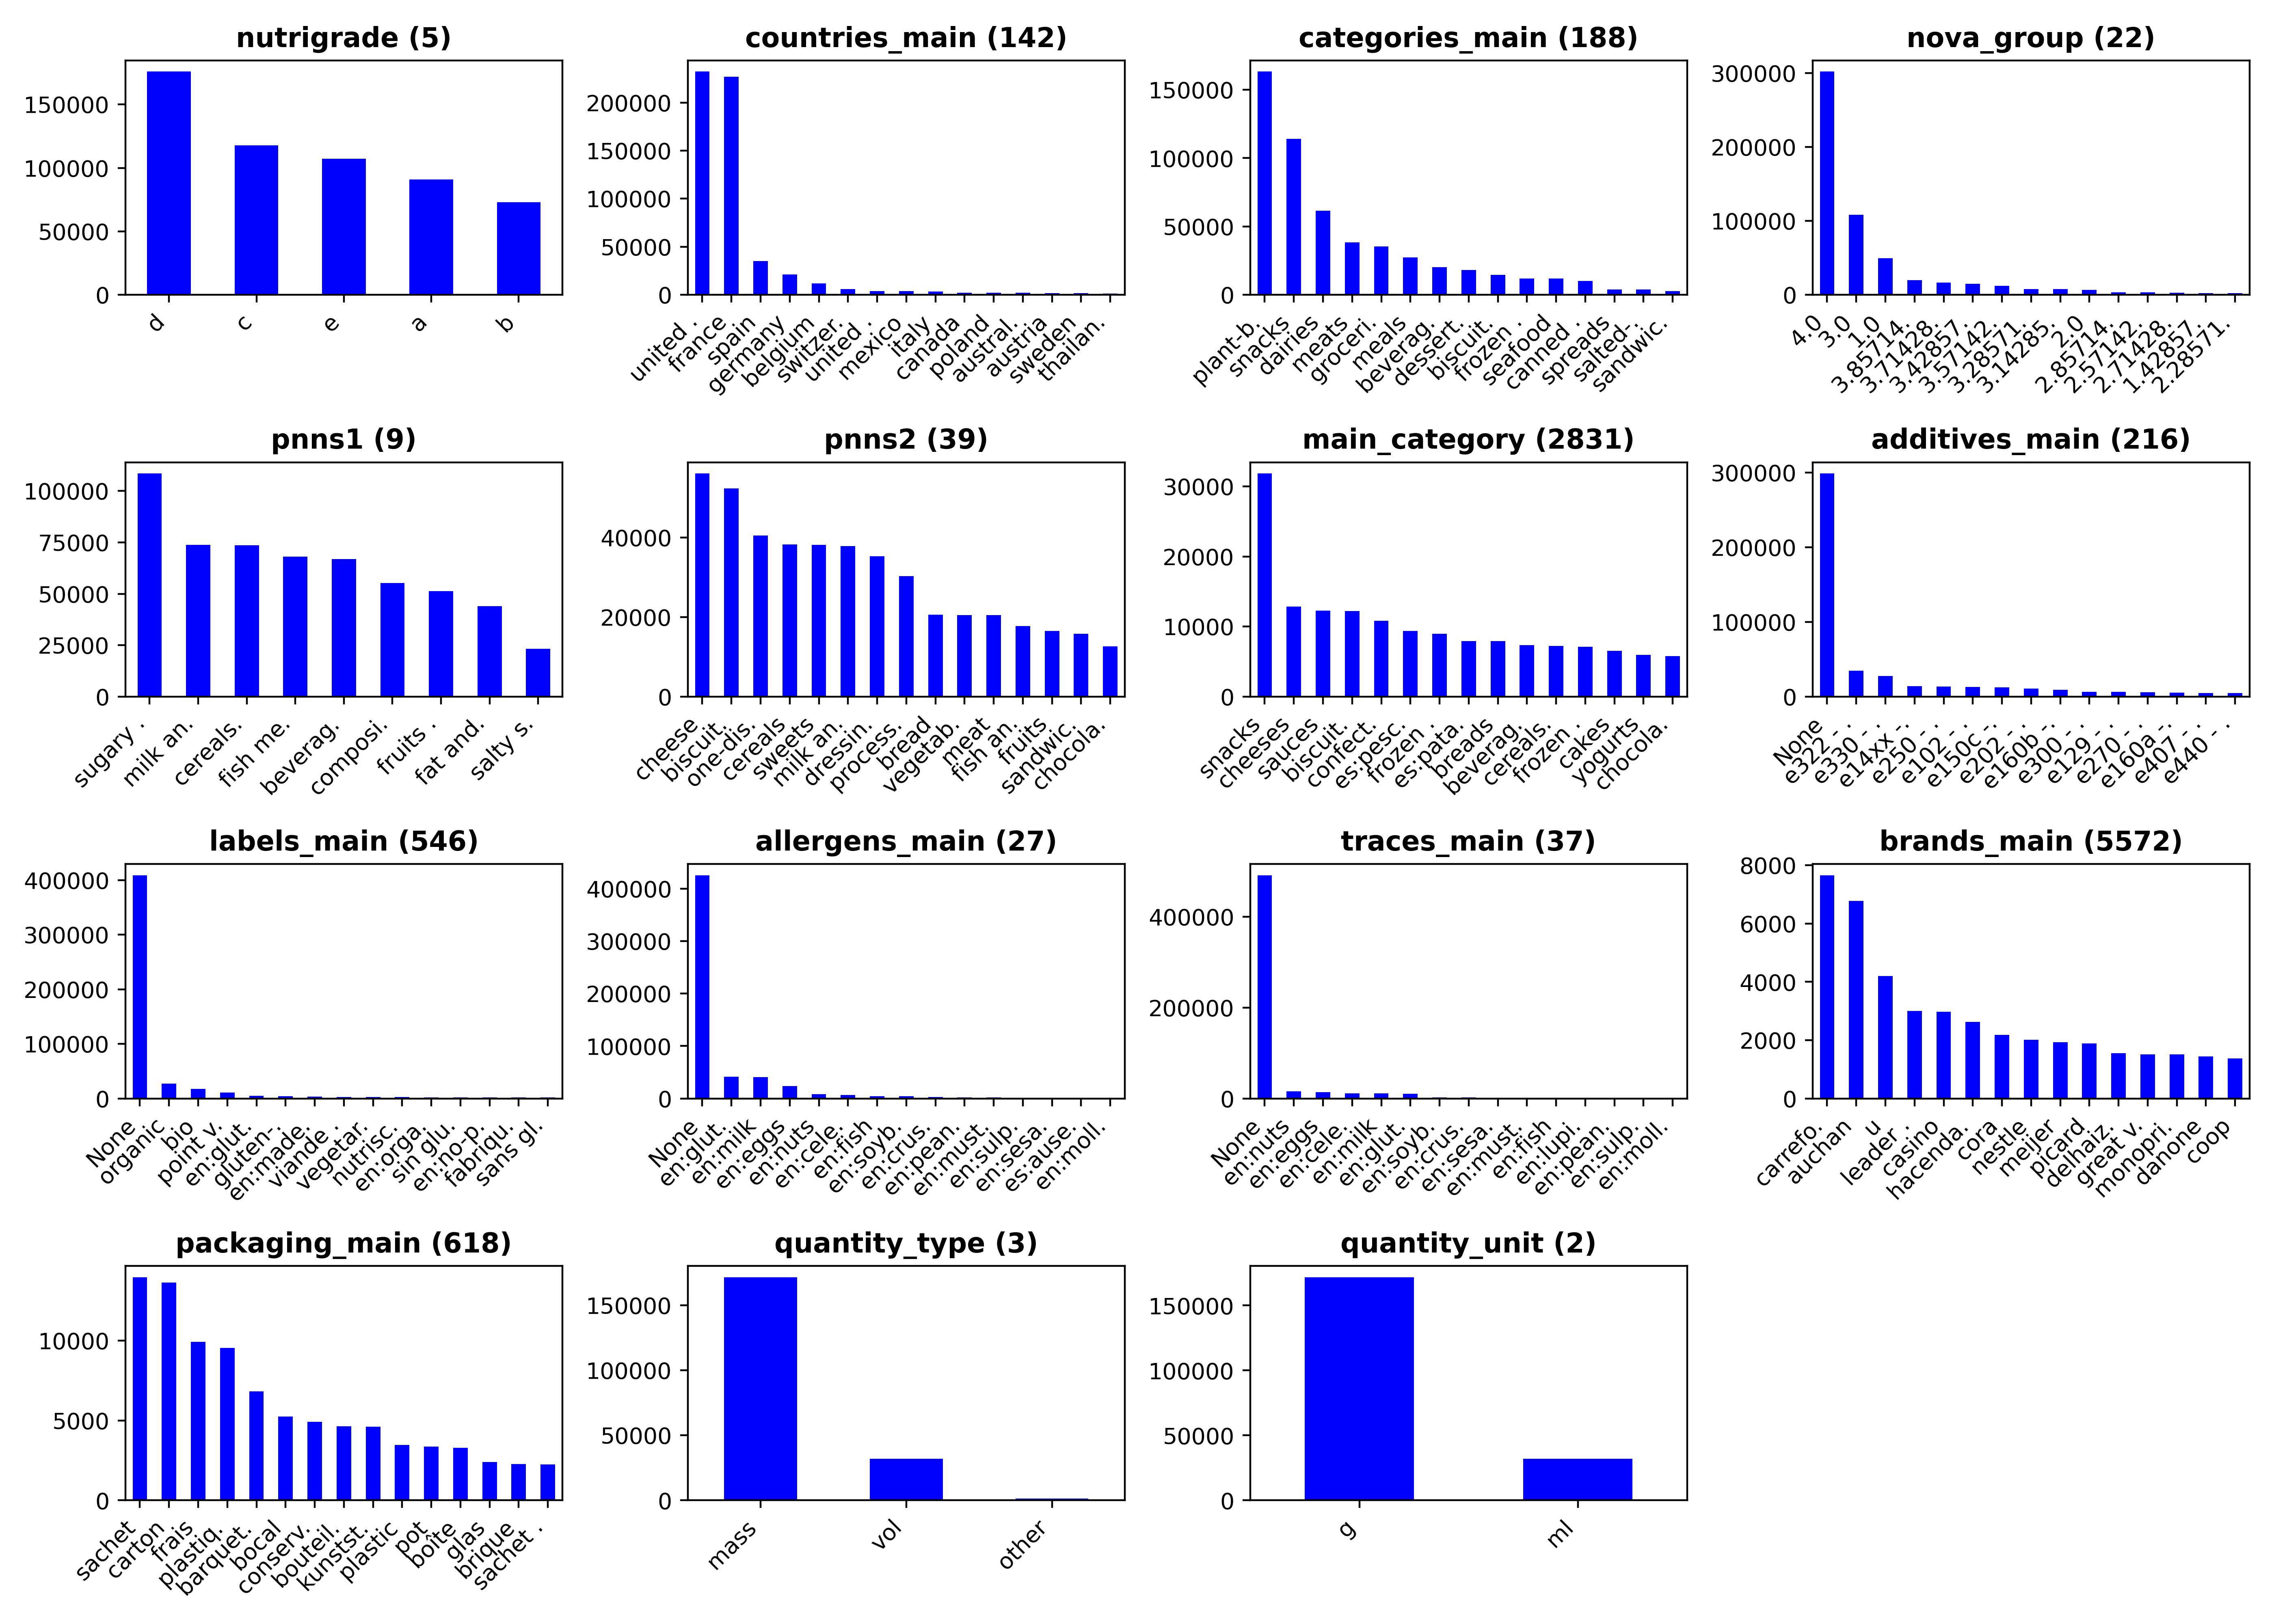 nutrigrade (5)
150000
100000
50000
0
d
c
e
a
b
countries_main (142)
200000
150000
100000
50000
0
united .
france
spain
germany
belgium
switzer.
united .
mexico
italy
canada
poland
austral.
austria
sweden
thailan.
categories_main (188)
150000
100000
50000
0
plant-b.
snacks
dairies
meats
groceri.
meals
beverag.
dessert.
biscuit.
frozen .
seafood
canned .
spreads
salted-.
sandwic.
nova_group (22)
300000
200000
100000
0
4.0
3.0
1.0
3.85714.
3.71428.
3.42857.
3.57142.
3.28571.
3.14285.
2.0
2.85714.
2.57142.
2.71428.
1.42857.
2.28571.
pnns1 (9)
100000
75000
50000
25000
0
sugary .
milk an.
cereals.
fish me.
beverag.
composi.
fruits .
fat and.
salty s.
pnns2 (39)
40000
20000
0
cheese
biscuit.
one-dis.
cereals
sweets
milk an.
dressin.
process.
bread
vegetab.
meat
fish an.
fruits
sandwic.
chocola.
main_category (2831)
30000
20000
10000
0
snacks
cheeses
sauces
biscuit.
confect.
es:pesc.
frozen .
es:pata.
breads
beverag.
cereals.
frozen .
cakes
yogurts
chocola.
additives_main (216)
300000
200000
100000
0
None
e322 - .
e330 - .
e14xx -.
e250 - .
e102 - .
e150c -.
e202 - .
e160b -.
e300 - .
e129 - .
e270 - .
e160a -.
e407 - .
e440 - .
labels_main (546)
400000
300000
200000
100000
0
None
organic
bio
point v.
en:glut.
gluten-.
en:made.
viande .
vegetar.
nutrisc.
en:orga.
sin glu.
en:no-p.
fabriqu.
sans gl.
allergens_main (27)
400000
300000
200000
100000
0
None
en:glut.
en:milk
en:eggs
en:nuts
en:cele.
en:fish
en:soyb.
en:crus.
en:pean.
en:must.
en:sulp.
en:sesa.
es:ause.
en:moll.
traces_main (37)
400000
200000
0
None
en:nuts
en:eggs
en:cele.
en:milk
en:glut.
en:soyb.
en:crus.
en:sesa.
en:must.
en:fish
en:lupi.
en:pean.
en:sulp.
en:moll.
brands_main (5572)
8000
6000
4000
2000
0
carrefo.
auchan
u
leader .
casino
hacenda.
cora
nestle
meijer
picard
delhaiz.
great v.
monopri.
danone
coop
packaging_main (618)
10000
5000
0
sachet
carton
frais
plastiq.
barquet.
bocal
conserv.
bouteil.
kunstst.
plastic
pot
boîte
glas
brique
sachet .
quantity_type (3)
150000
100000
50000
0
mass
vol
other
quantity_unit (2)
150000
100000
50000
0
g
ml